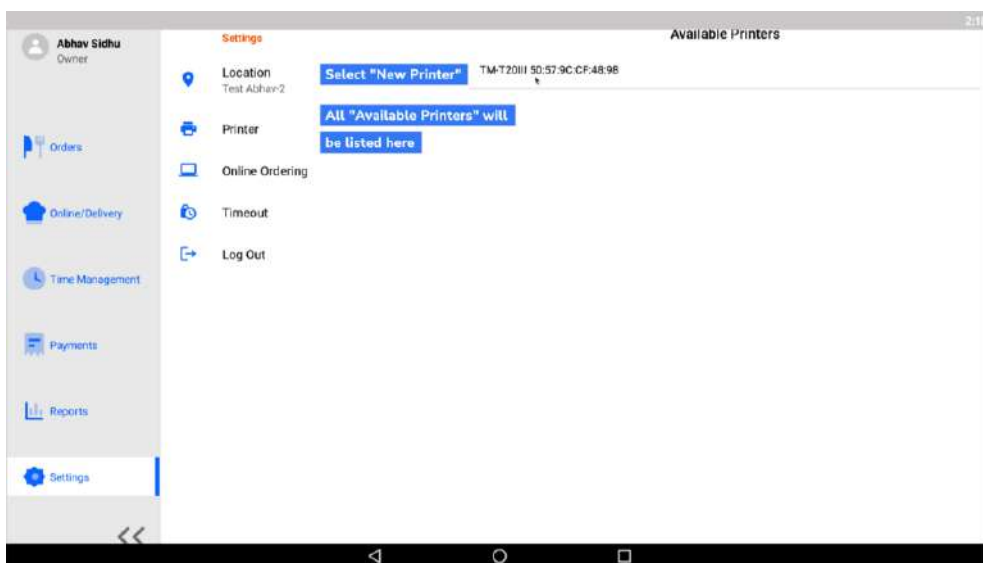 Abhav Sidhu
Owner
Orders
Online/Delivery
Time Management
Payments
Reports
Settings
Settings
Location
Test Abhav-2
Printer
Online Ordering
Timeout
Log Out
Select "New Printer"
All "Available Printers" will
be listed here
Available Printers
TM-T20III 50:57:9C:CF:48:98